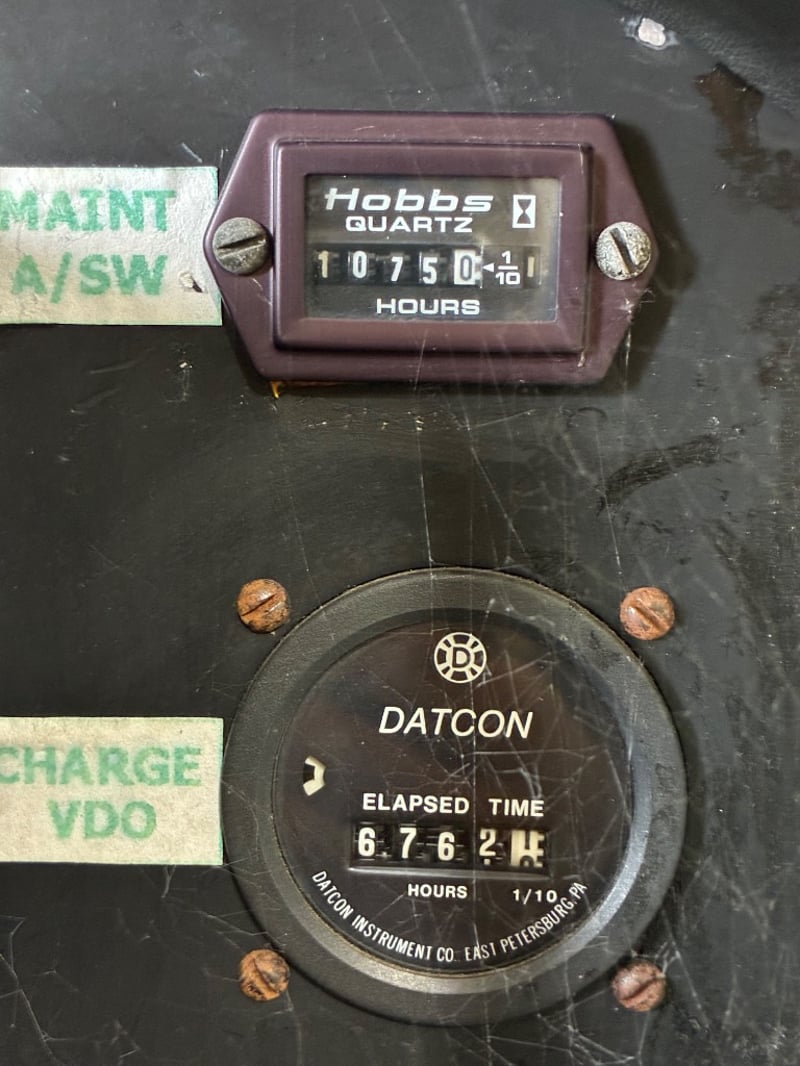 MAINT
A/SW
Hobbs
QUARTZ
10750 1/10
HOURS
D
DATCON
CHARGE
VDO
ELAPSED TIME
6762
HOURS 1/10
DATCON INSTRUMENT CO. EAST PETERSBURG, PA